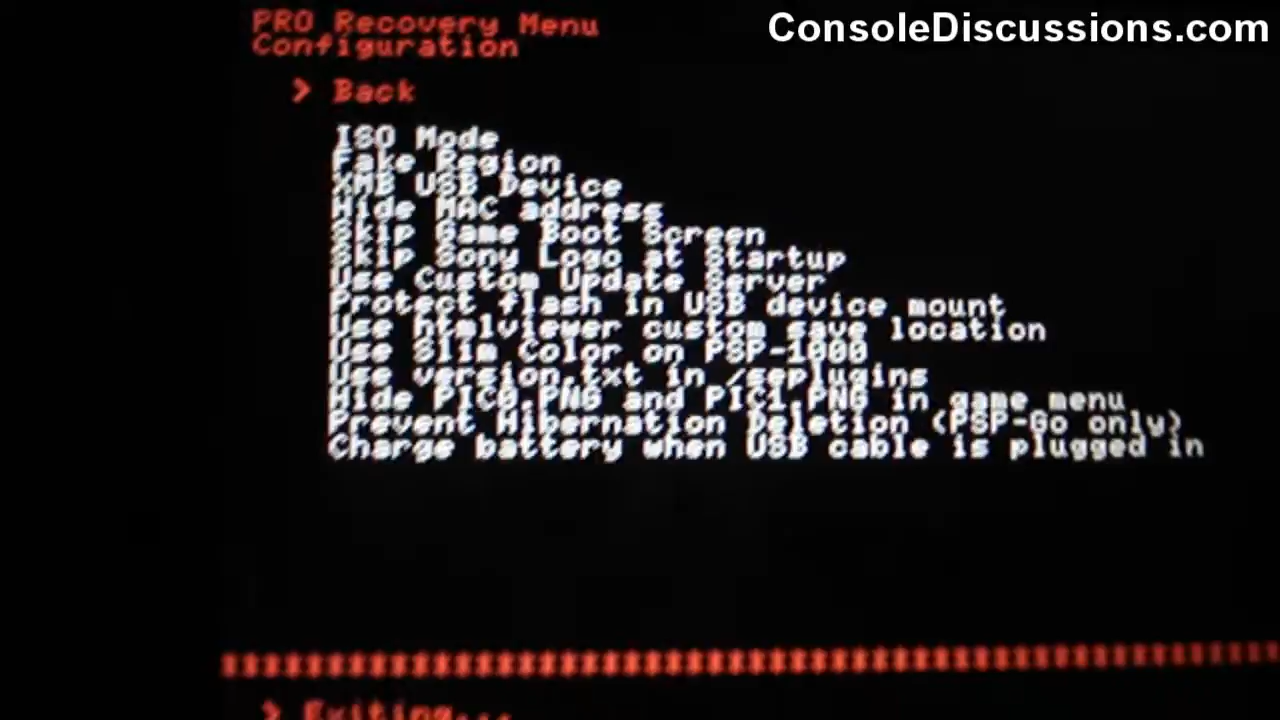 ConsoleDiscussions.com
PRO Recovery Menu
Configuration
> Back
ISO Mode
Fake Region
XMB USB Device
Hide MAC address
Skip Game Boot Screen
Skip Sony Logo at Startup
Use Custom Update Server
Protect flash in USB device mount
Use htmlviewer custom save location
Use Slim Color on PSP-1000
Use version.txt in /seplugins
Hide PIC0.PNG and PIC1.PNG in game menu
Prevent Hibernation Deletion (PSP-Go only)
Charge battery when USB cable is plugged in
> Exiting...